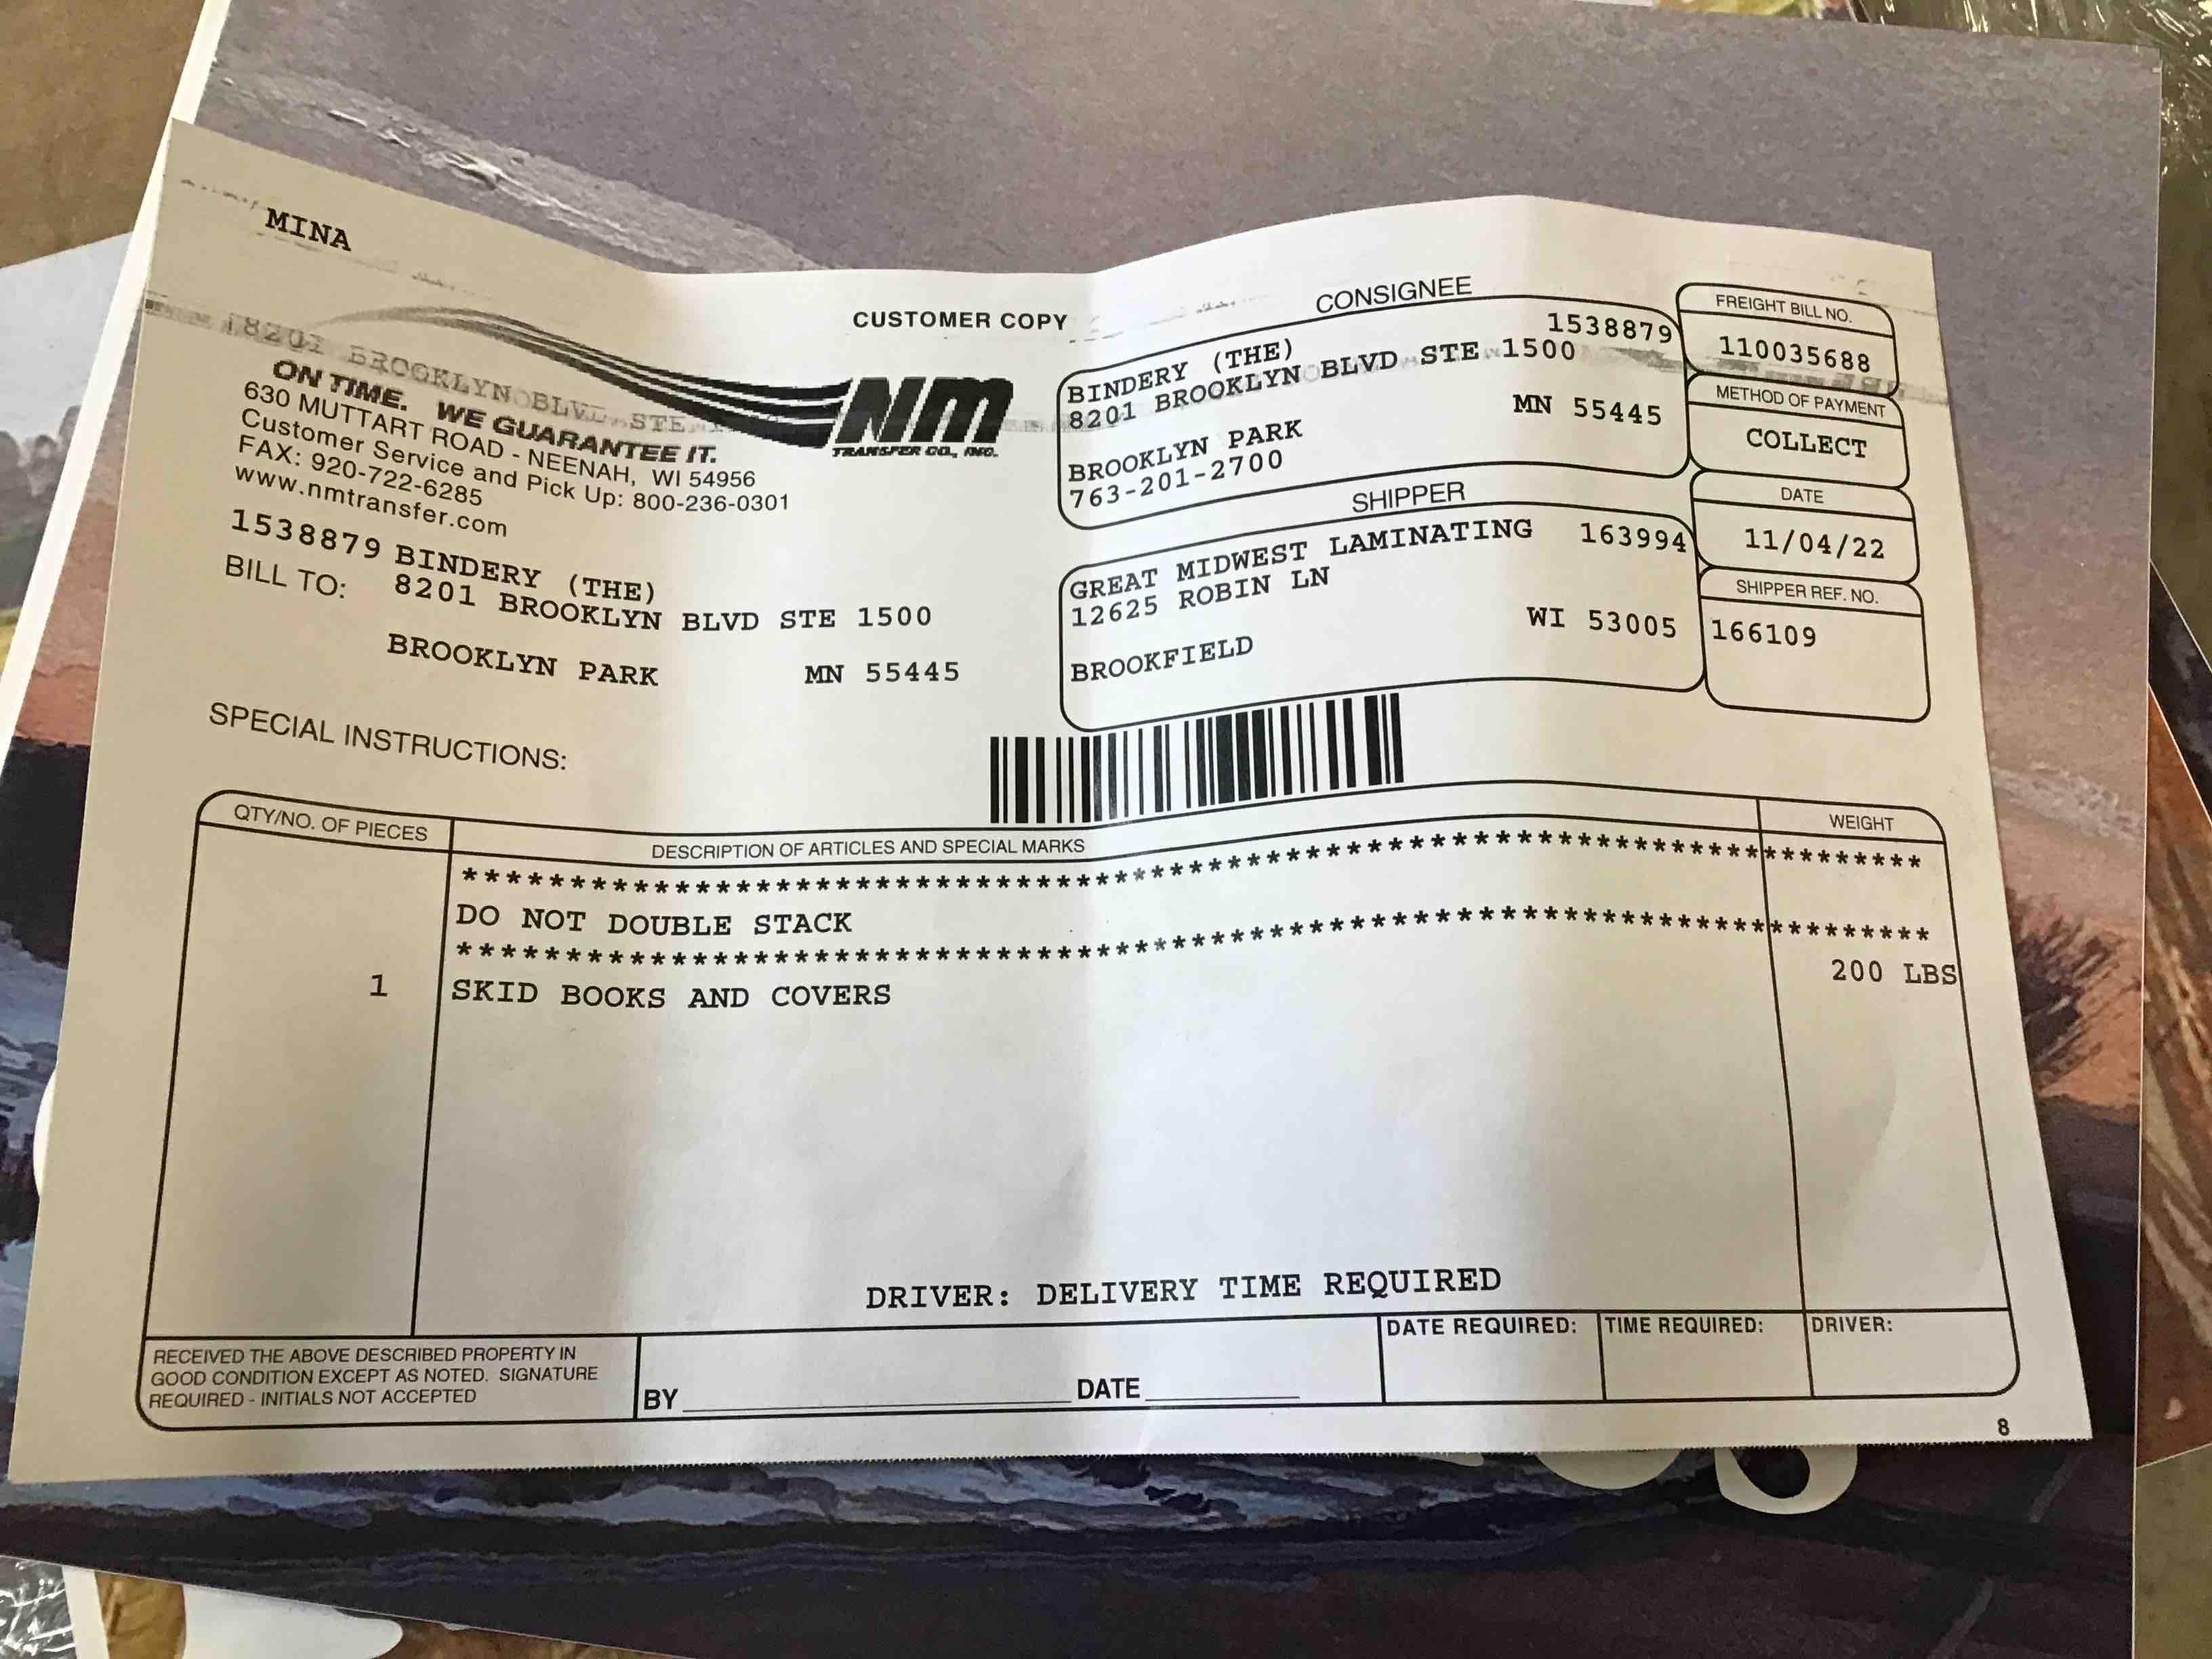 MINA
CUSTOMER COPY
8201 BROOKLYN BLVD STE
ON TIME. WE GUARANTEE IT.
630 MUTTART ROAD - NEENAH, WI 54956
Customer Service and Pick Up: 800-236-0301
FAX: 920-722-6285
www.nmtransfer.com
NM
TRANSFER CO., INC.
1538879 BINDERY (THE)
BILL TO: 8201 BROOKLYN BLVD STE 1500
BROOKLYN PARK MN 55445
SPECIAL INSTRUCTIONS:
CONSIGNEE
1538879
BINDERY (THE)
8201 BROOKLYN BLVD STE 1500
MN 55445
BROOKLYN PARK
763-201-2700
SHIPPER
GREAT MIDWEST LAMINATING 163994
12625 ROBIN LN
WI 53005
BROOKFIELD
FREIGHT BILL NO.
110035688
METHOD OF PAYMENT
COLLECT
DATE
11/04/22
SHIPPER REF. NO.
166109
QTY/NO. OF PIECES DESCRIPTION OF ARTICLES AND SPECIAL MARKS WEIGHT
********************************************************************
DO NOT DOUBLE STACK
********************************************************************
1 SKID BOOKS AND COVERS 200 LBS
DRIVER: DELIVERY TIME REQUIRED
RECEIVED THE ABOVE DESCRIBED PROPERTY IN
GOOD CONDITION EXCEPT AS NOTED. SIGNATURE
REQUIRED - INITIALS NOT ACCEPTED
BY DATE
DATE REQUIRED: TIME REQUIRED: DRIVER:
8